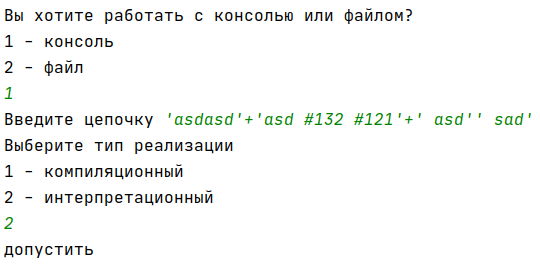 Вы хотите работать с консолью или файлом?
1 - консоль
2 - файл
1
Введите цепочку 'asdasd'+'asd #132 #121'+' asd'' sad'
Выберите тип реализации
1 - компиляционный
2 - интерпретационный
2
допустить